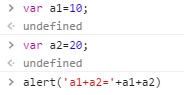 > var a1=10;
< undefined
> var a2=20;
< undefined
> alert('a1+a2='+a1+a2)